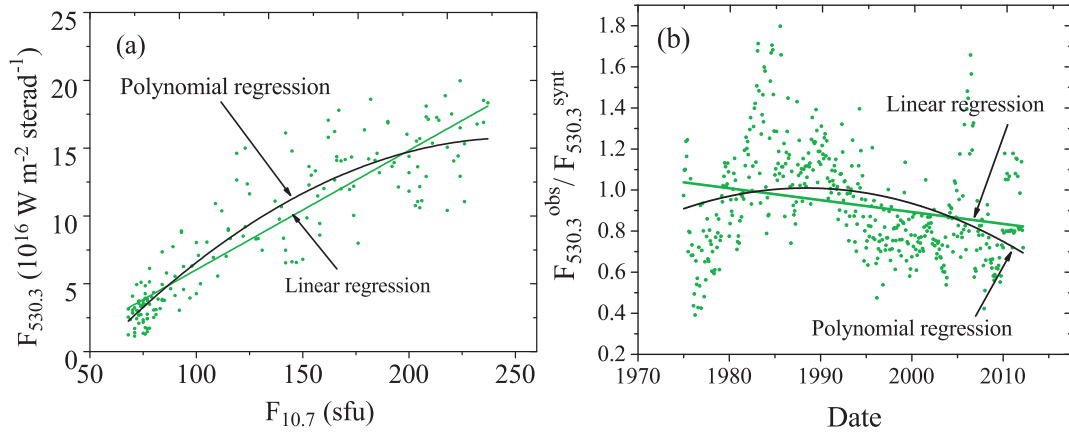 (a)
Polynomial regression
Linear regression
F530.3 (10^16 W m^-2 sterad^-1)
25
20
15
10
5
0
50
100
150
200
250
F10.7 (sfu)
(b)
Linear regression
Polynomial regression
F530.3^obs / F530.3^synt
1.8
1.6
1.4
1.2
1.0
0.8
0.6
0.4
0.2
1970
1980
1990
2000
2010
Date